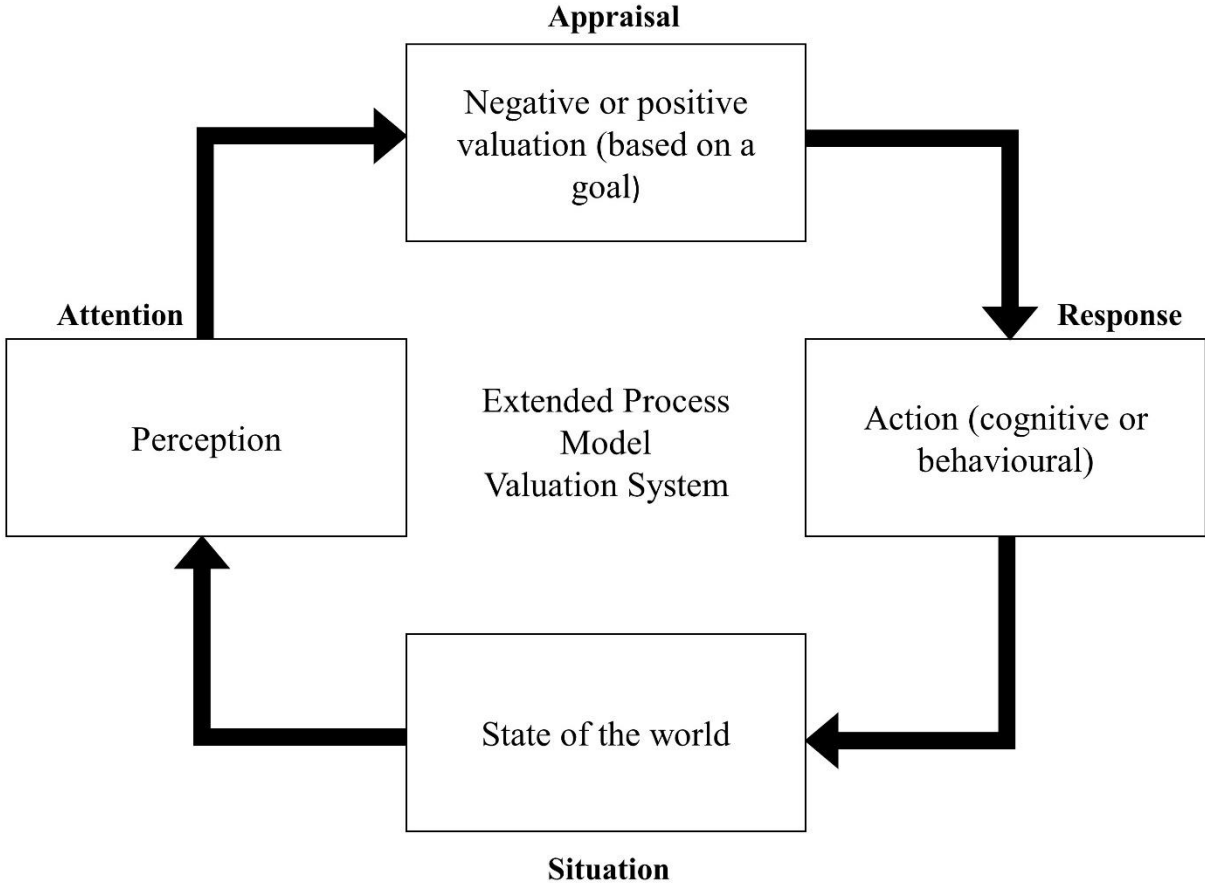 Appraisal
Negative or positive
valuation (based on a
goal)
Attention
Response
Perception
Extended Process
Model
Valuation System
Action (cognitive or
behavioural)
State of the world
Situation